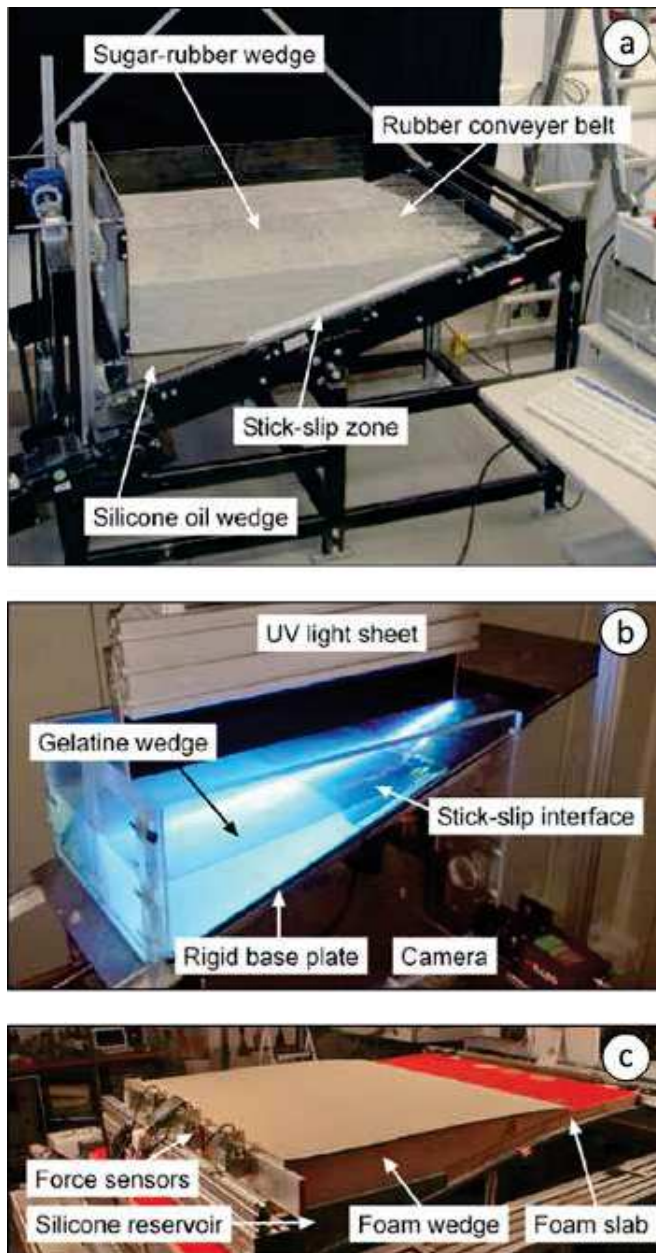 a
Sugar-rubber wedge
Rubber conveyer belt
Stick-slip zone
Silicone oil wedge
b
UV light sheet
Gelatine wedge
Stick-slip interface
Rigid base plate
Camera
c
Force sensors
Silicone reservoir
Foam wedge
Foam slab